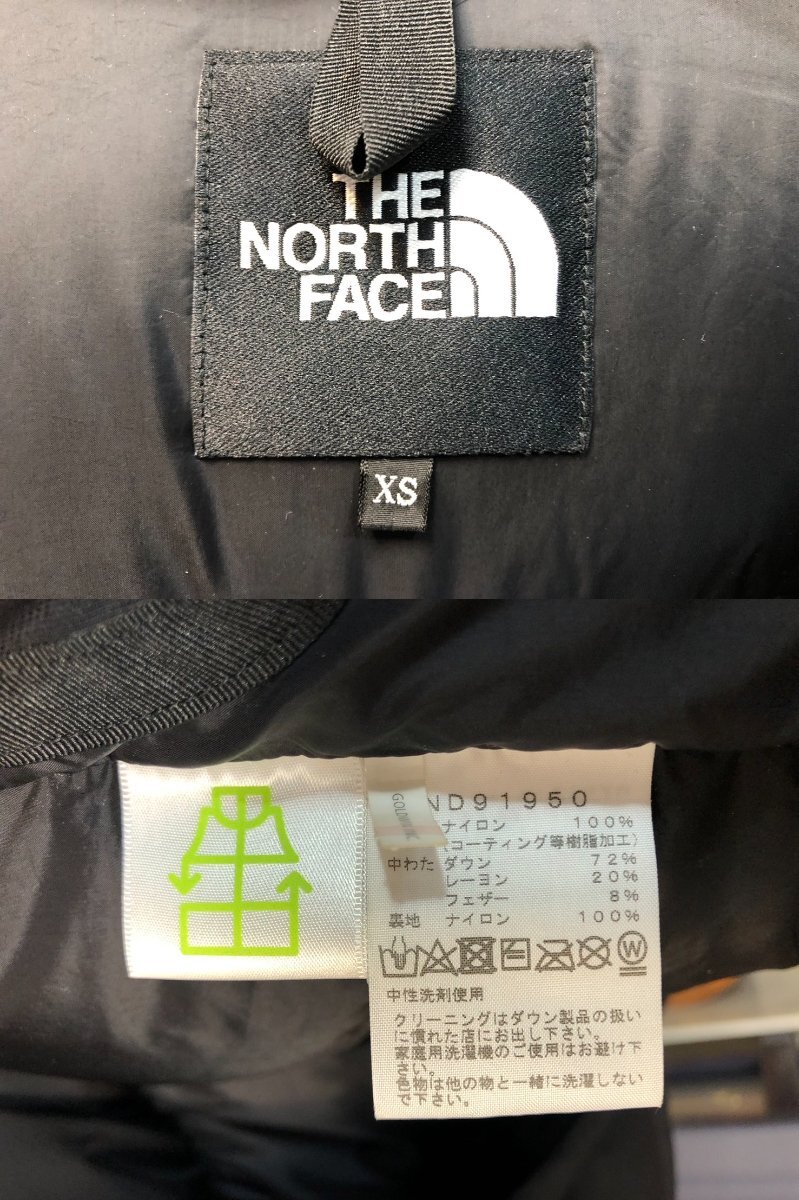 THE
NORTH
FACE
XS
ND91950
ナイロン 100%
コーティング等樹脂加工)
中わた ダウン 72%
レーヨン 20%
フェザー 8%
裏地 ナイロン 100%
W
中性洗剤使用
クリーニングはダウン製品の扱い
に慣れた店にお出し下さい。
家庭用洗濯機のご使用はお避け下
さい。
色物は他の物と一緒に洗濯しない
で下さい。